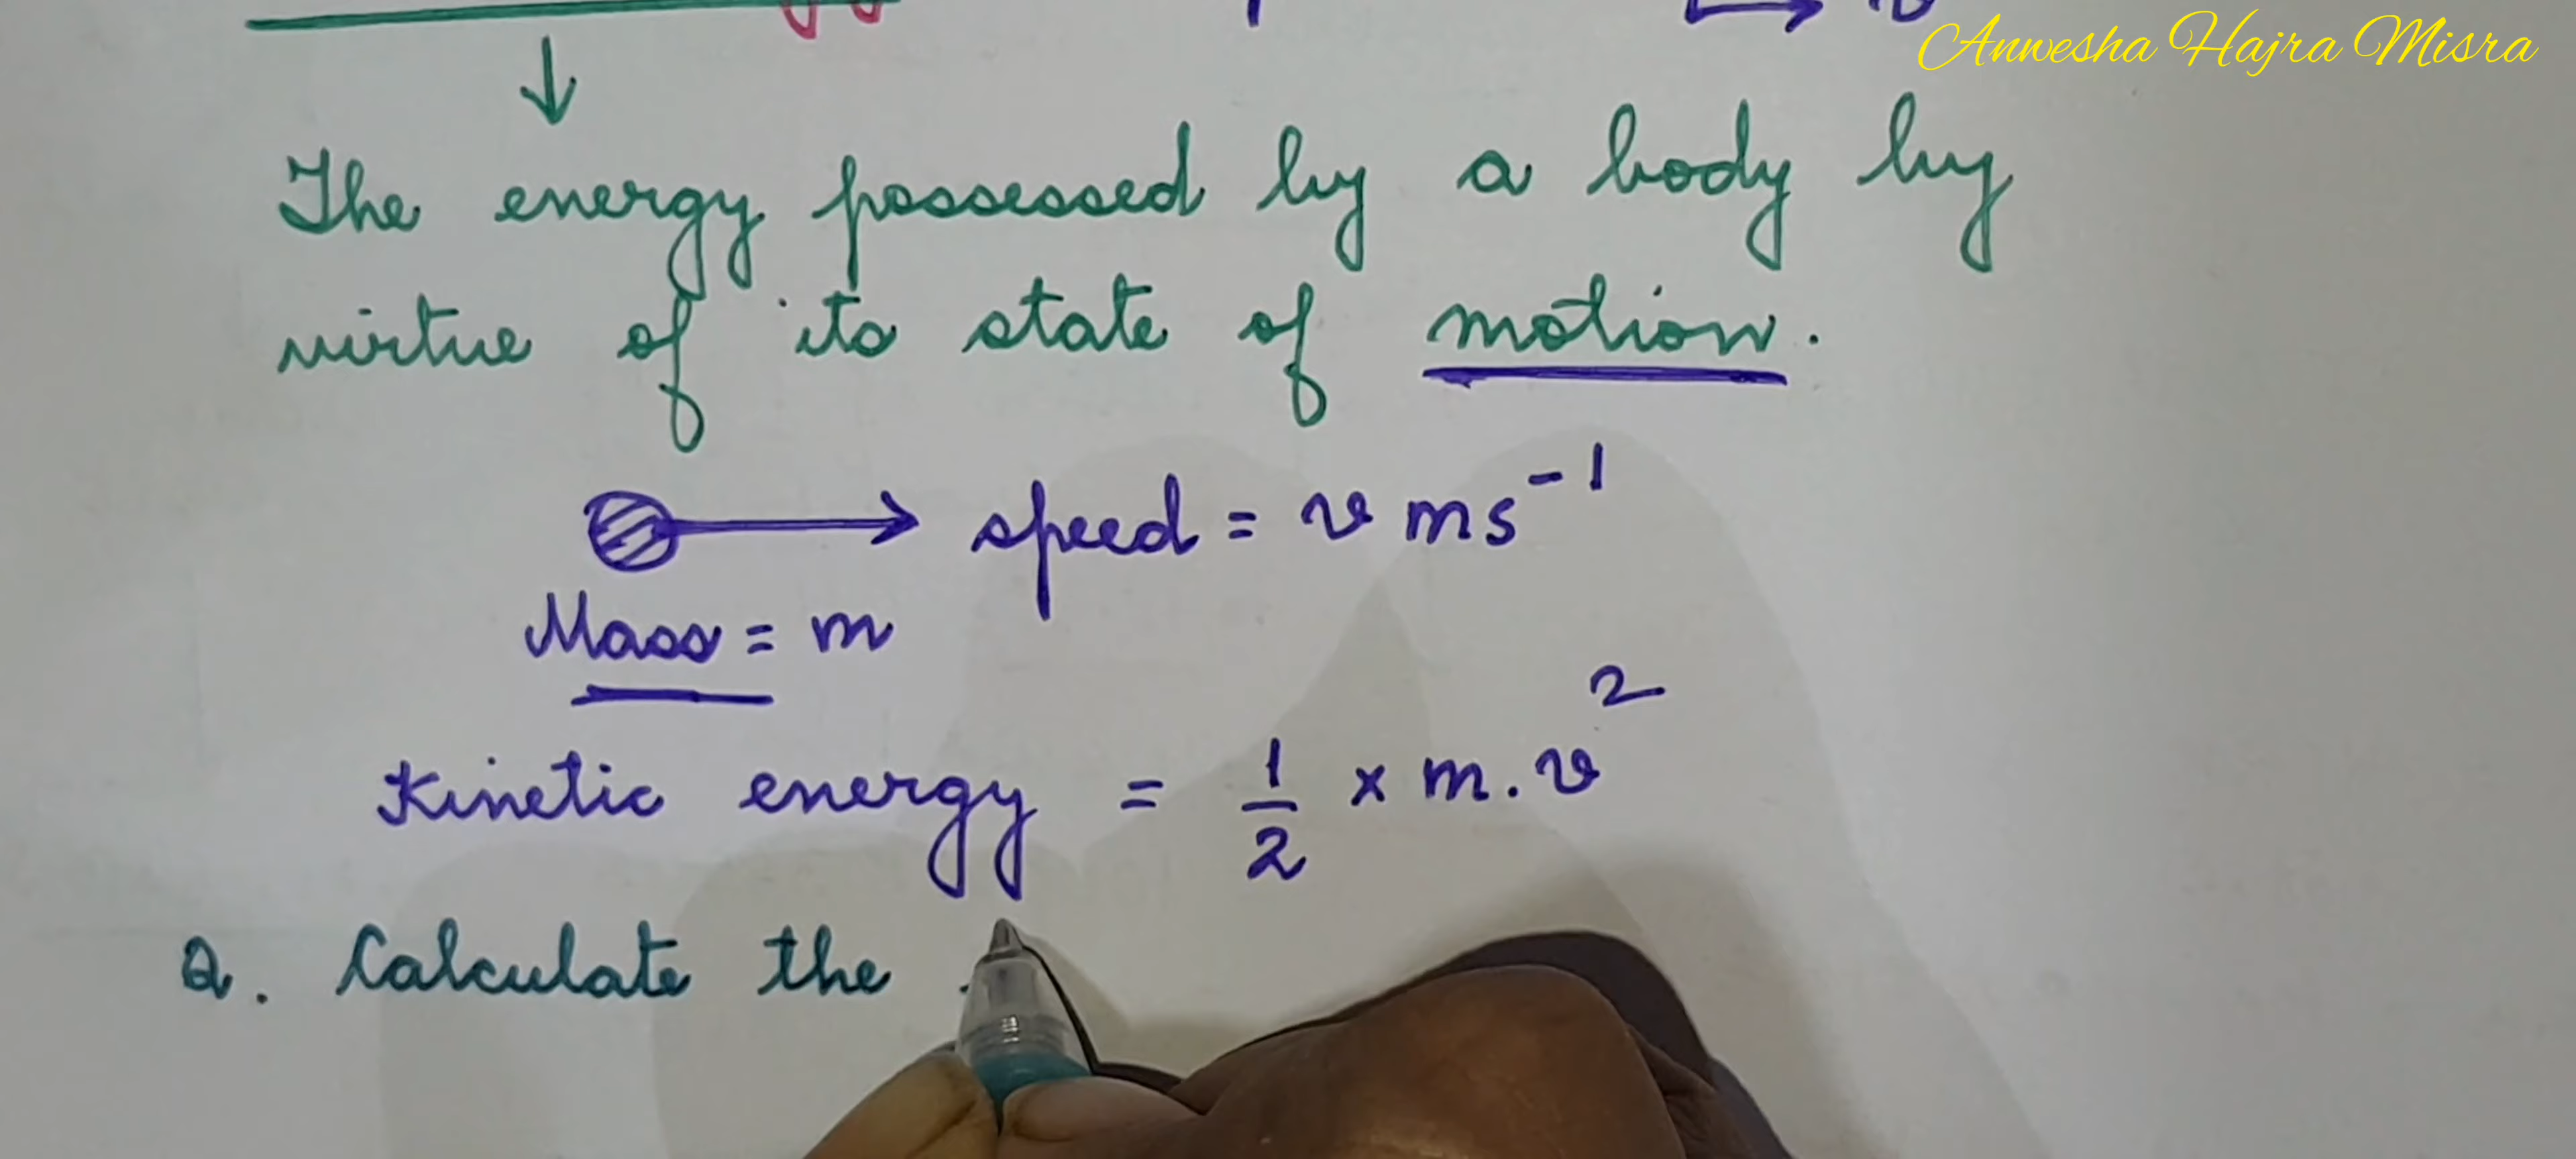 Anwesha Hajra Misra
The energy possessed by a body by
virtue of its state of motion.
speed = v ms⁻¹
Mass = m
Kinetic energy = 1/2 × m.v²
Q. Calculate the